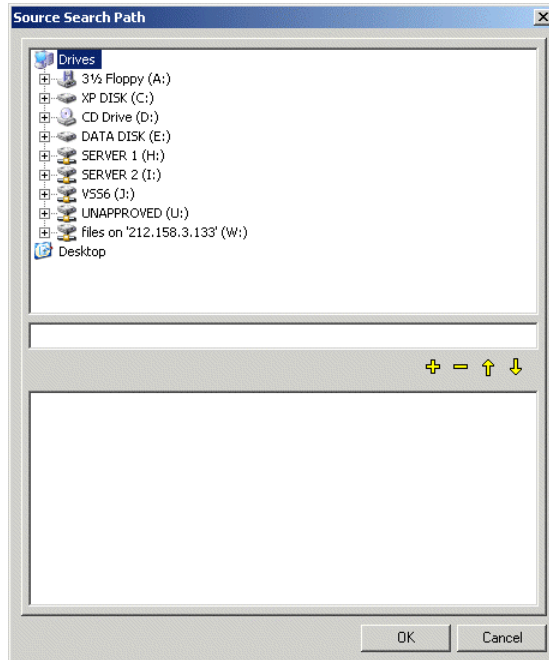 Source Search Path
Drives
3½ Floppy (A:)
XP DISK (C:)
CD Drive (D:)
DATA DISK (E:)
SERVER 1 (H:)
SERVER 2 (I:)
VSS6 (J:)
UNAPPROVED (U:)
files on '212.158.3.133' (W:)
Desktop
OK
Cancel